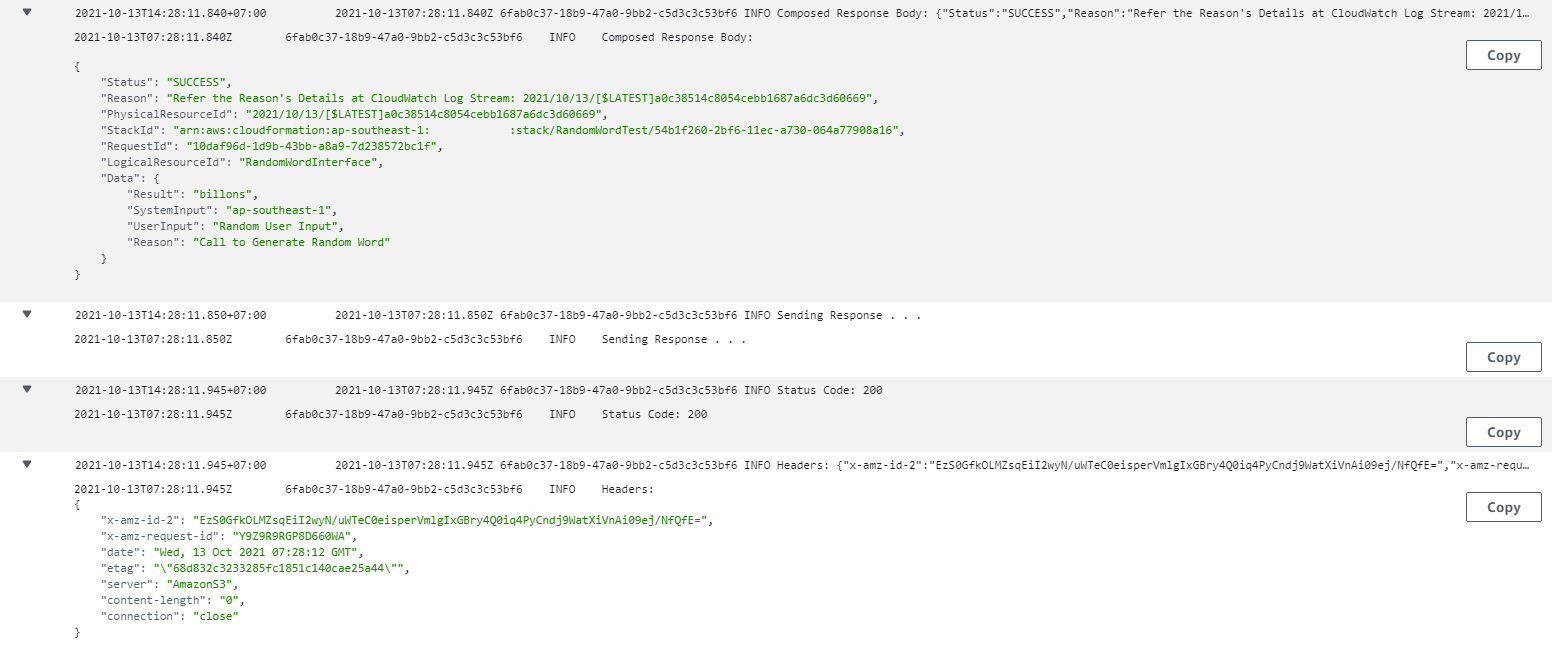 2021-10-13T14:28:11.840+07:00 2021-10-13T07:28:11.840Z 6fab0c37-18b9-47a0-9bb2-c5d3c3c53bf6 INFO Composed Response Body: {"Status":"SUCCESS","Reason":"Refer the Reason's Details at CloudWatch Log Stream: 2021/1…
2021-10-13T07:28:11.840Z 6fab0c37-18b9-47a0-9bb2-c5d3c3c53bf6 INFO Composed Response Body:
Copy
{
"Status": "SUCCESS",
"Reason": "Refer the Reason's Details at CloudWatch Log Stream: 2021/10/13/[$LATEST]a0c38514c8054cebb1687a6dc3d60669",
"PhysicalResourceId": "2021/10/13/[$LATEST]a0c38514c8054cebb1687a6dc3d60669",
"StackId": "arn:aws:cloudformation:ap-southeast-1: :stack/RandomWordTest/54b1f260-2bf6-11ec-a730-064a77908a16",
"RequestId": "10daf96d-1d9b-43bb-a8a9-7d238572bc1f",
"LogicalResourceId": "RandomWordInterface",
"Data": {
"Result": "billons",
"SystemInput": "ap-southeast-1",
"UserInput": "Random User Input",
"Reason": "Call to Generate Random Word"
}
}
2021-10-13T14:28:11.850+07:00 2021-10-13T07:28:11.850Z 6fab0c37-18b9-47a0-9bb2-c5d3c3c53bf6 INFO Sending Response . . .
2021-10-13T07:28:11.850Z 6fab0c37-18b9-47a0-9bb2-c5d3c3c53bf6 INFO Sending Response . . .
Copy
2021-10-13T14:28:11.945+07:00 2021-10-13T07:28:11.945Z 6fab0c37-18b9-47a0-9bb2-c5d3c3c53bf6 INFO Status Code: 200
2021-10-13T07:28:11.945Z 6fab0c37-18b9-47a0-9bb2-c5d3c3c53bf6 INFO Status Code: 200
Copy
2021-10-13T14:28:11.945+07:00 2021-10-13T07:28:11.945Z 6fab0c37-18b9-47a0-9bb2-c5d3c3c53bf6 INFO Headers: {"x-amz-id-2":"EzS0GfkOLMZsqEiI2wyN/uWTeC0eisperVmlgIxGBry4Q0iq4PyCndj9WatXiVnAi09ej/NfQfE=","x-amz-requ…
2021-10-13T07:28:11.945Z 6fab0c37-18b9-47a0-9bb2-c5d3c3c53bf6 INFO Headers:
Copy
{
"x-amz-id-2": "EzS0GfkOLMZsqEiI2wyN/uWTeC0eisperVmlgIxGBry4Q0iq4PyCndj9WatXiVnAi09ej/NfQfE=",
"x-amz-request-id": "Y9Z9R9RGP8D660WA",
"date": "Wed, 13 Oct 2021 07:28:12 GMT",
"etag": "\"68d832c3233285fc1851c140cae25a44\"",
"server": "AmazonS3",
"content-length": "0",
"connection": "close"
}